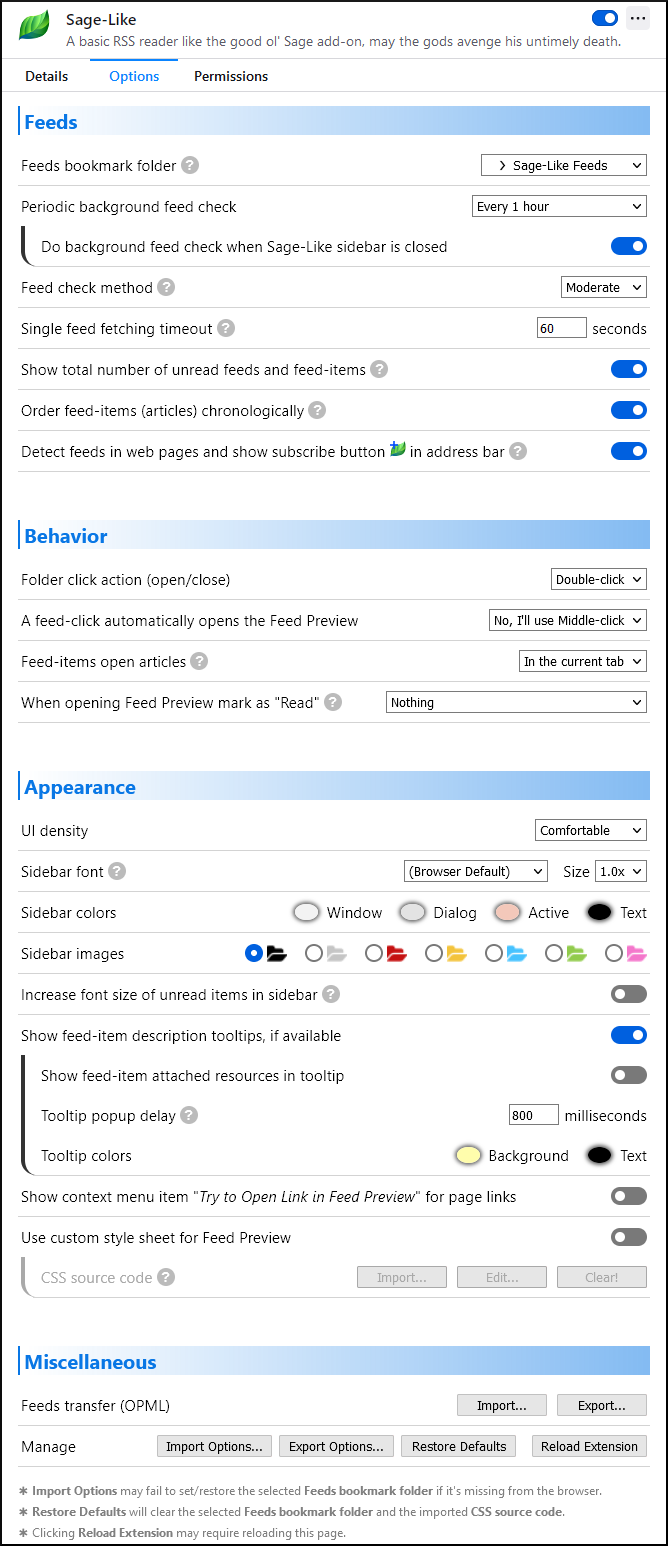 Sage-Like
A basic RSS reader like the good ol' Sage add-on, may the gods avenge his untimely death.
Details Options Permissions
Feeds
Feeds bookmark folder ? > Sage-Like Feeds
Periodic background feed check Every 1 hour
Do background feed check when Sage-Like sidebar is closed
Feed check method ? Moderate
Single feed fetching timeout ? 60 seconds
Show total number of unread feeds and feed-items ?
Order feed-items (articles) chronologically ?
Detect feeds in web pages and show subscribe button in address bar ?
Behavior
Folder click action (open/close) Double-click
A feed-click automatically opens the Feed Preview No, I'll use Middle-click
Feed-items open articles ? In the current tab
When opening Feed Preview mark as "Read" ? Nothing
Appearance
UI density Comfortable
Sidebar font ? (Browser Default) Size 1.0x
Sidebar colors Window Dialog Active Text
Sidebar images
Increase font size of unread items in sidebar ?
Show feed-item description tooltips, if available
Show feed-item attached resources in tooltip
Tooltip popup delay ? 800 milliseconds
Tooltip colors Background Text
Show context menu item "Try to Open Link in Feed Preview" for page links
Use custom style sheet for Feed Preview
CSS source code ? Import... Edit... Clear!
Miscellaneous
Feeds transfer (OPML) Import... Export...
Manage Import Options... Export Options... Restore Defaults Reload Extension
✱ Import Options may fail to set/restore the selected Feeds bookmark folder if it's missing from the browser.
✱ Restore Defaults will clear the selected Feeds bookmark folder and the imported CSS source code.
✱ Clicking Reload Extension may require reloading this page.